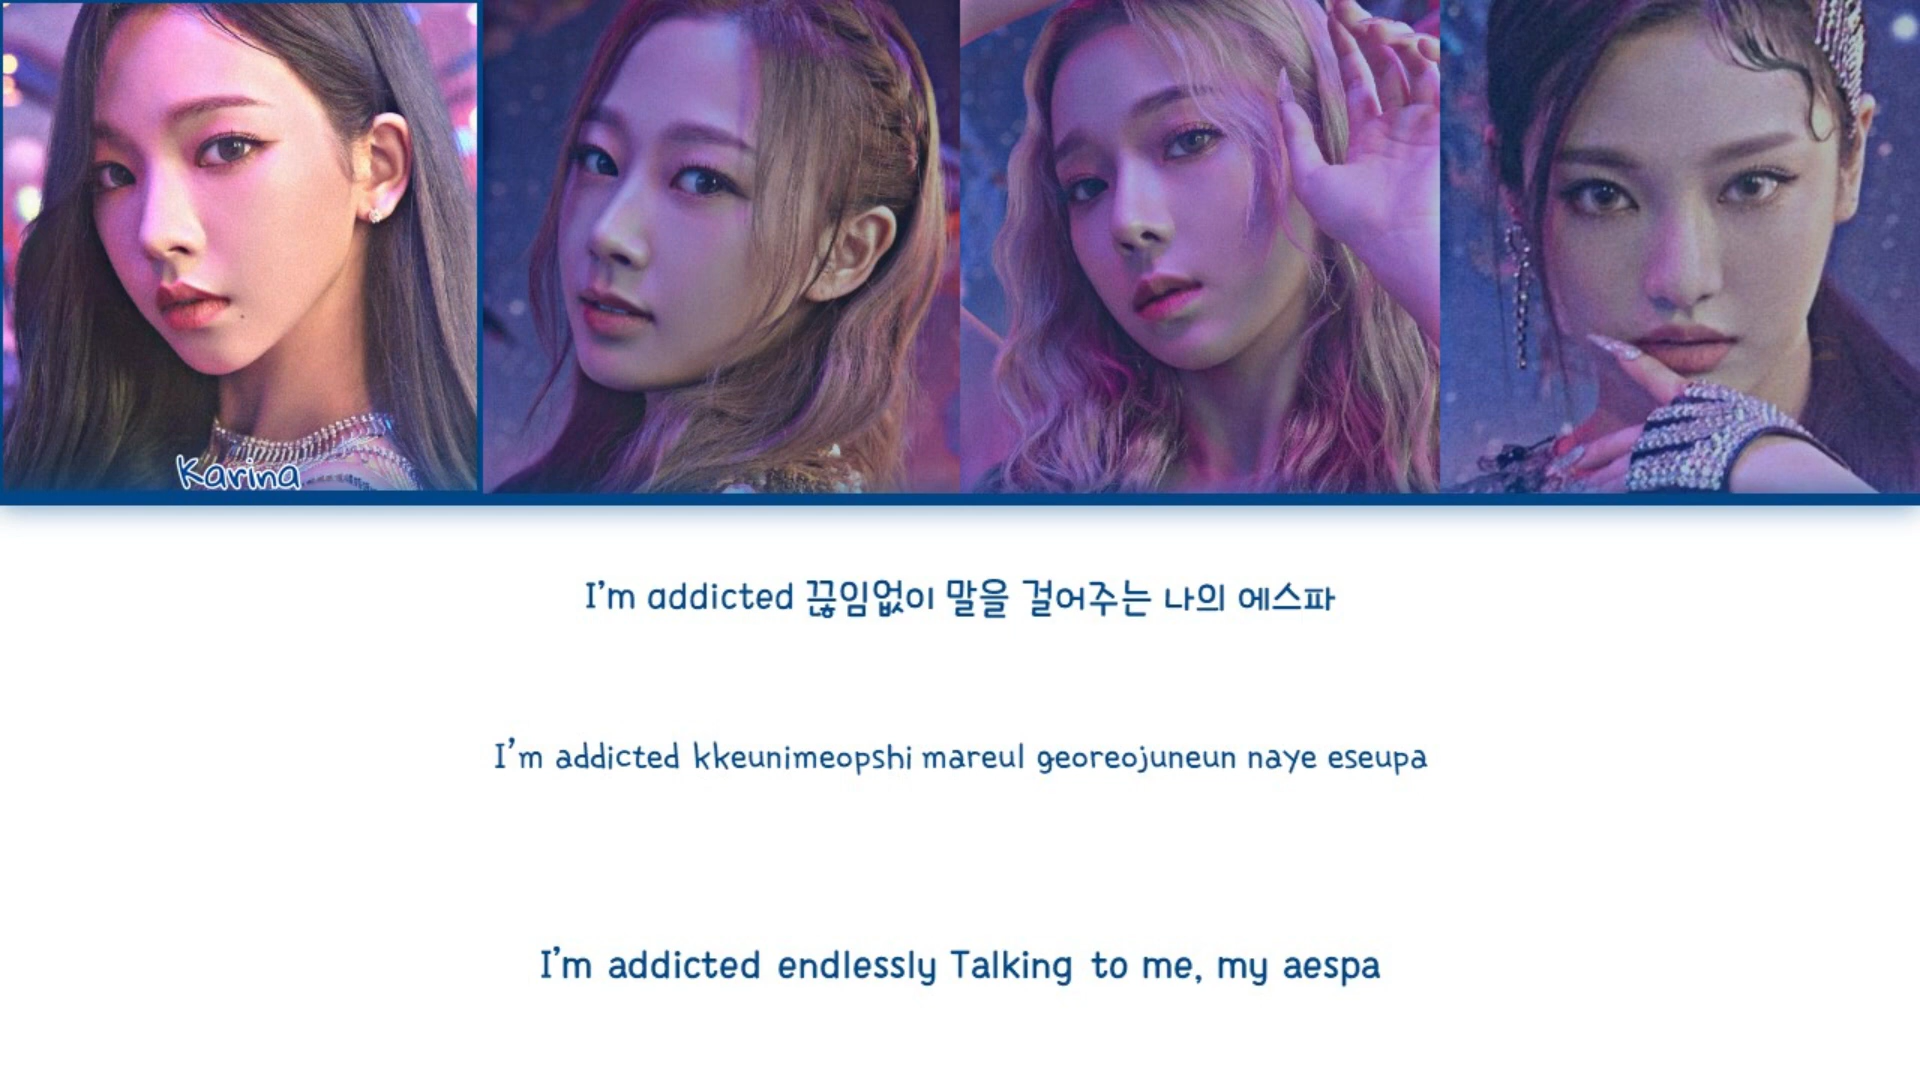 Karina
I'm addicted 끊임없이 말을 걸어주는 나의 에스파
I'm addicted kkeunimeopshi mareul georeojuneun naye eseupa
I'm addicted endlessly Talking to me, my aespa